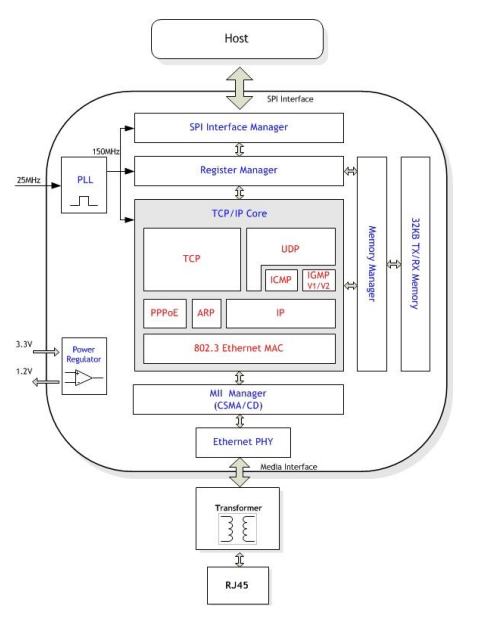 Host
SPI Interface
SPI Interface Manager
150MHz
25MHz
PLL
Register Manager
TCP/IP Core
TCP
UDP
ICMP
IGMP
V1/V2
PPPoE
ARP
IP
802.3 Ethernet MAC
Memory Manager
32KB TX/RX Memory
3.3V
1.2V
Power
Regulator
MII Manager
(CSMA/CD)
Ethernet PHY
Media Interface
Transformer
RJ45